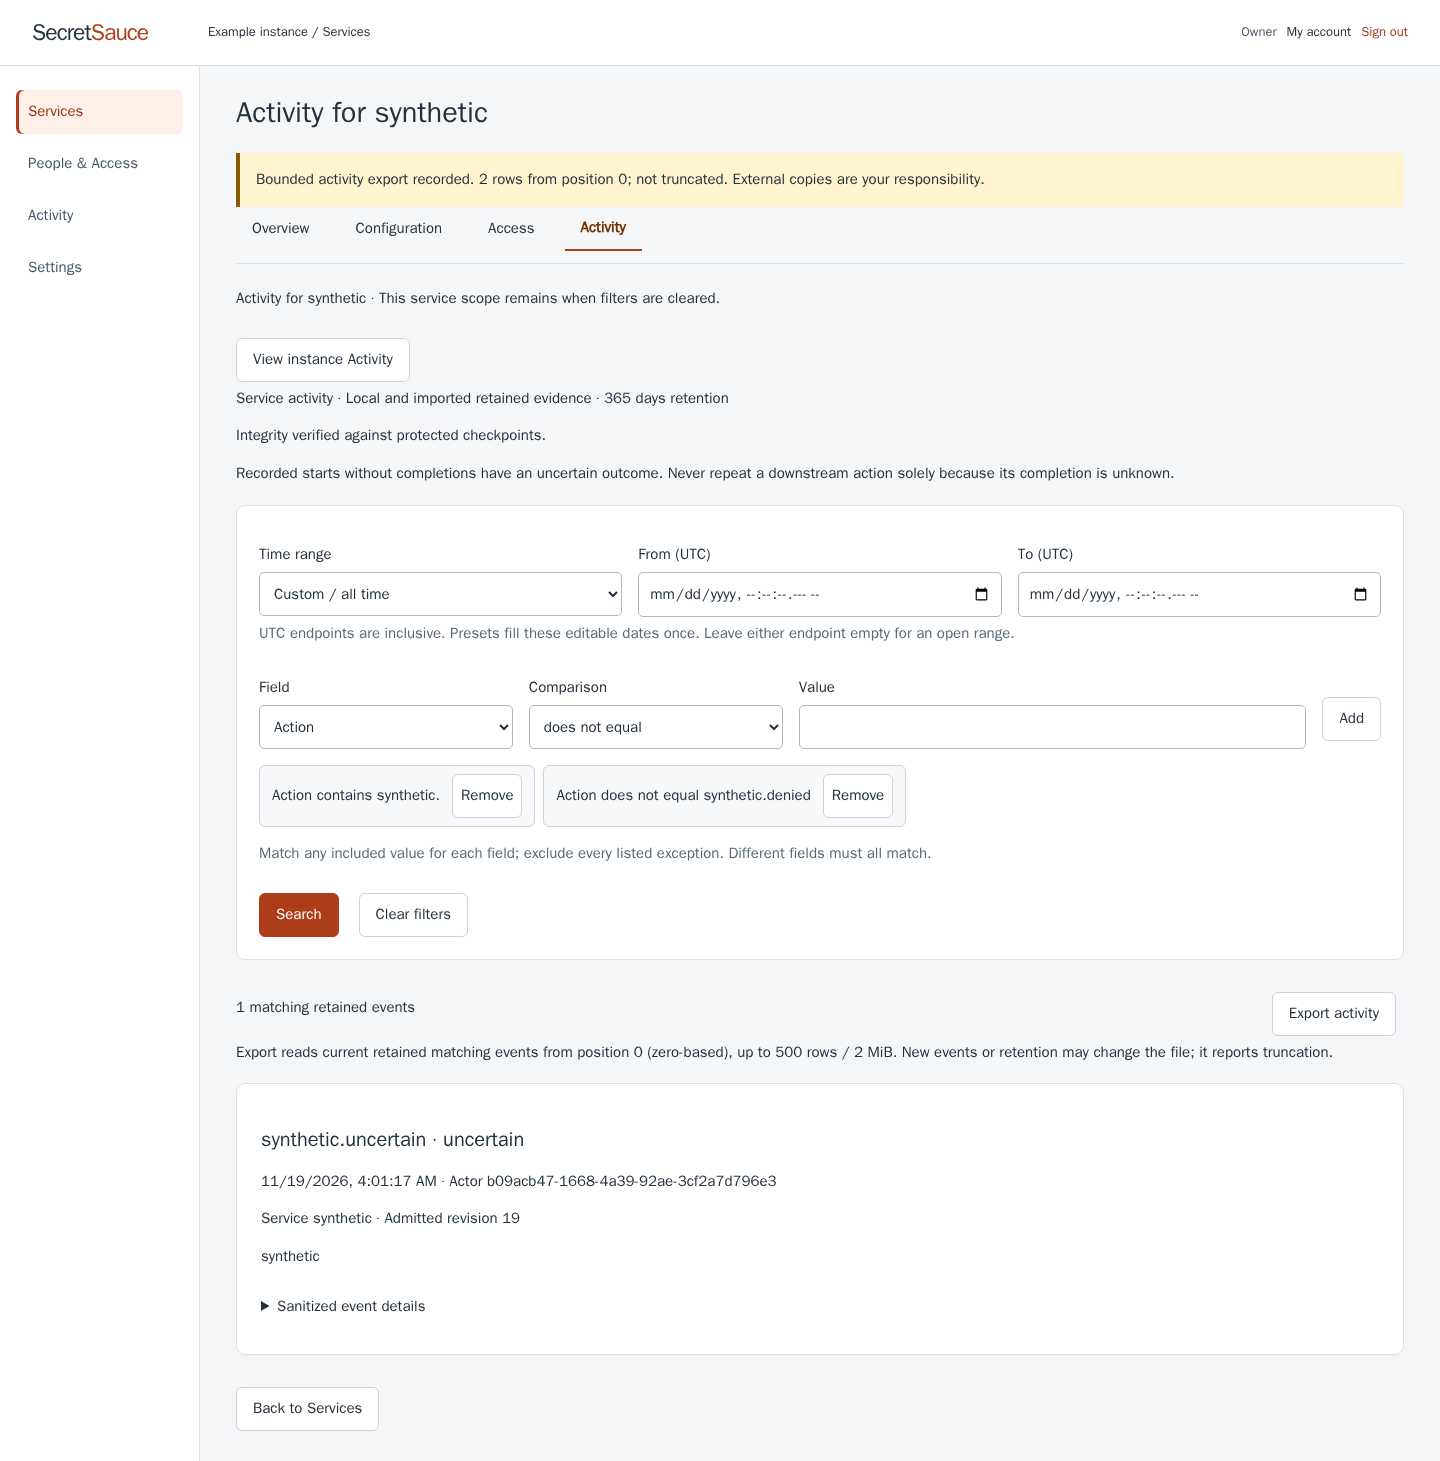 SecretSauce
Example instance / Services
Owner My account Sign out
Services
People & Access
Activity
Settings
Activity for synthetic
Bounded activity export recorded. 2 rows from position 0; not truncated. External copies are your responsibility.
Overview Configuration Access Activity
Activity for synthetic · This service scope remains when filters are cleared.
View instance Activity
Service activity · Local and imported retained evidence · 365 days retention
Integrity verified against protected checkpoints.
Recorded starts without completions have an uncertain outcome. Never repeat a downstream action solely because its completion is unknown.
Time range From (UTC) To (UTC)
Custom / all time mm/dd/yyyy, --:--:--.--- -- mm/dd/yyyy, --:--:--.--- --
UTC endpoints are inclusive. Presets fill these editable dates once. Leave either endpoint empty for an open range.
Field Comparison Value
Action does not equal Add
Action contains synthetic. Remove Action does not equal synthetic.denied Remove
Match any included value for each field; exclude every listed exception. Different fields must all match.
Search Clear filters
1 matching retained events Export activity
Export reads current retained matching events from position 0 (zero-based), up to 500 rows / 2 MiB. New events or retention may change the file; it reports truncation.
synthetic.uncertain · uncertain
11/19/2026, 4:01:17 AM · Actor b09acb47-1668-4a39-92ae-3cf2a7d796e3
Service synthetic · Admitted revision 19
synthetic
Sanitized event details
Back to Services